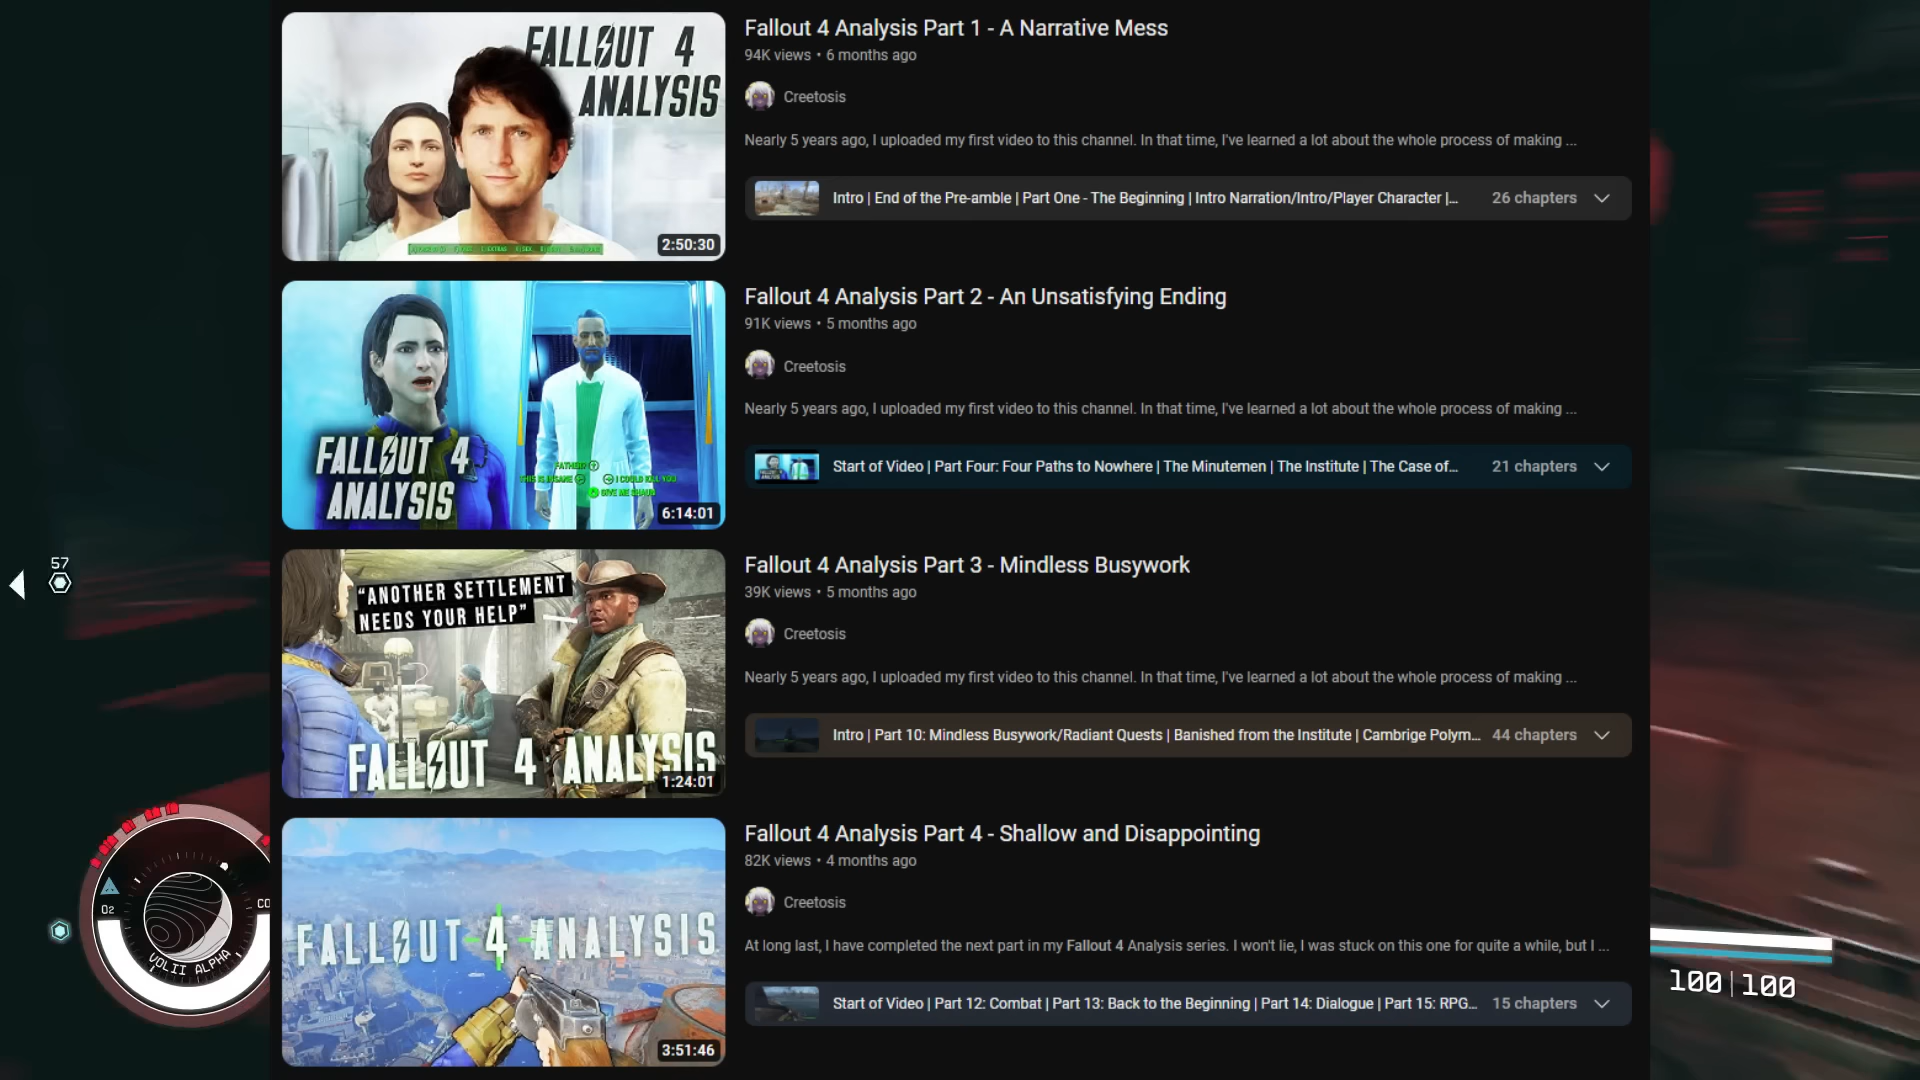 FALLOUT 4
ANALYSIS
2:50:30
Fallout 4 Analysis Part 1 - A Narrative Mess
94K views • 6 months ago
Creetosis
Nearly 5 years ago, I uploaded my first video to this channel. In that time, I've learned a lot about the whole process of making ...
Intro | End of the Pre-amble | Part One - The Beginning | Intro Narration/Intro/Player Character |...
26 chapters
FALLOUT 4
ANALYSIS
FATHER?
THIS IS INSANE
I COULD KILL YOU
GIVE ME SHAUN
6:14:01
Fallout 4 Analysis Part 2 - An Unsatisfying Ending
91K views • 5 months ago
Creetosis
Nearly 5 years ago, I uploaded my first video to this channel. In that time, I've learned a lot about the whole process of making ...
Start of Video | Part Four: Four Paths to Nowhere | The Minutemen | The Institute | The Case of...
21 chapters
57
"ANOTHER SETTLEMENT
NEEDS YOUR HELP"
FALLOUT 4 ANALYSIS
1:24:01
Fallout 4 Analysis Part 3 - Mindless Busywork
39K views • 5 months ago
Creetosis
Nearly 5 years ago, I uploaded my first video to this channel. In that time, I've learned a lot about the whole process of making ...
Intro | Part 10: Mindless Busywork/Radiant Quests | Banished from the Institute | Cambrige Polym...
44 chapters
FALLOUT 4 ANALYSIS
3:51:46
Fallout 4 Analysis Part 4 - Shallow and Disappointing
82K views • 4 months ago
Creetosis
At long last, I have completed the next part in my Fallout 4 Analysis series. I won't lie, I was stuck on this one for quite a while, but I ...
Start of Video | Part 12: Combat | Part 13: Back to the Beginning | Part 14: Dialogue | Part 15: RPG...
15 chapters
O2
CO
VOLII ALPHA
100 | 100